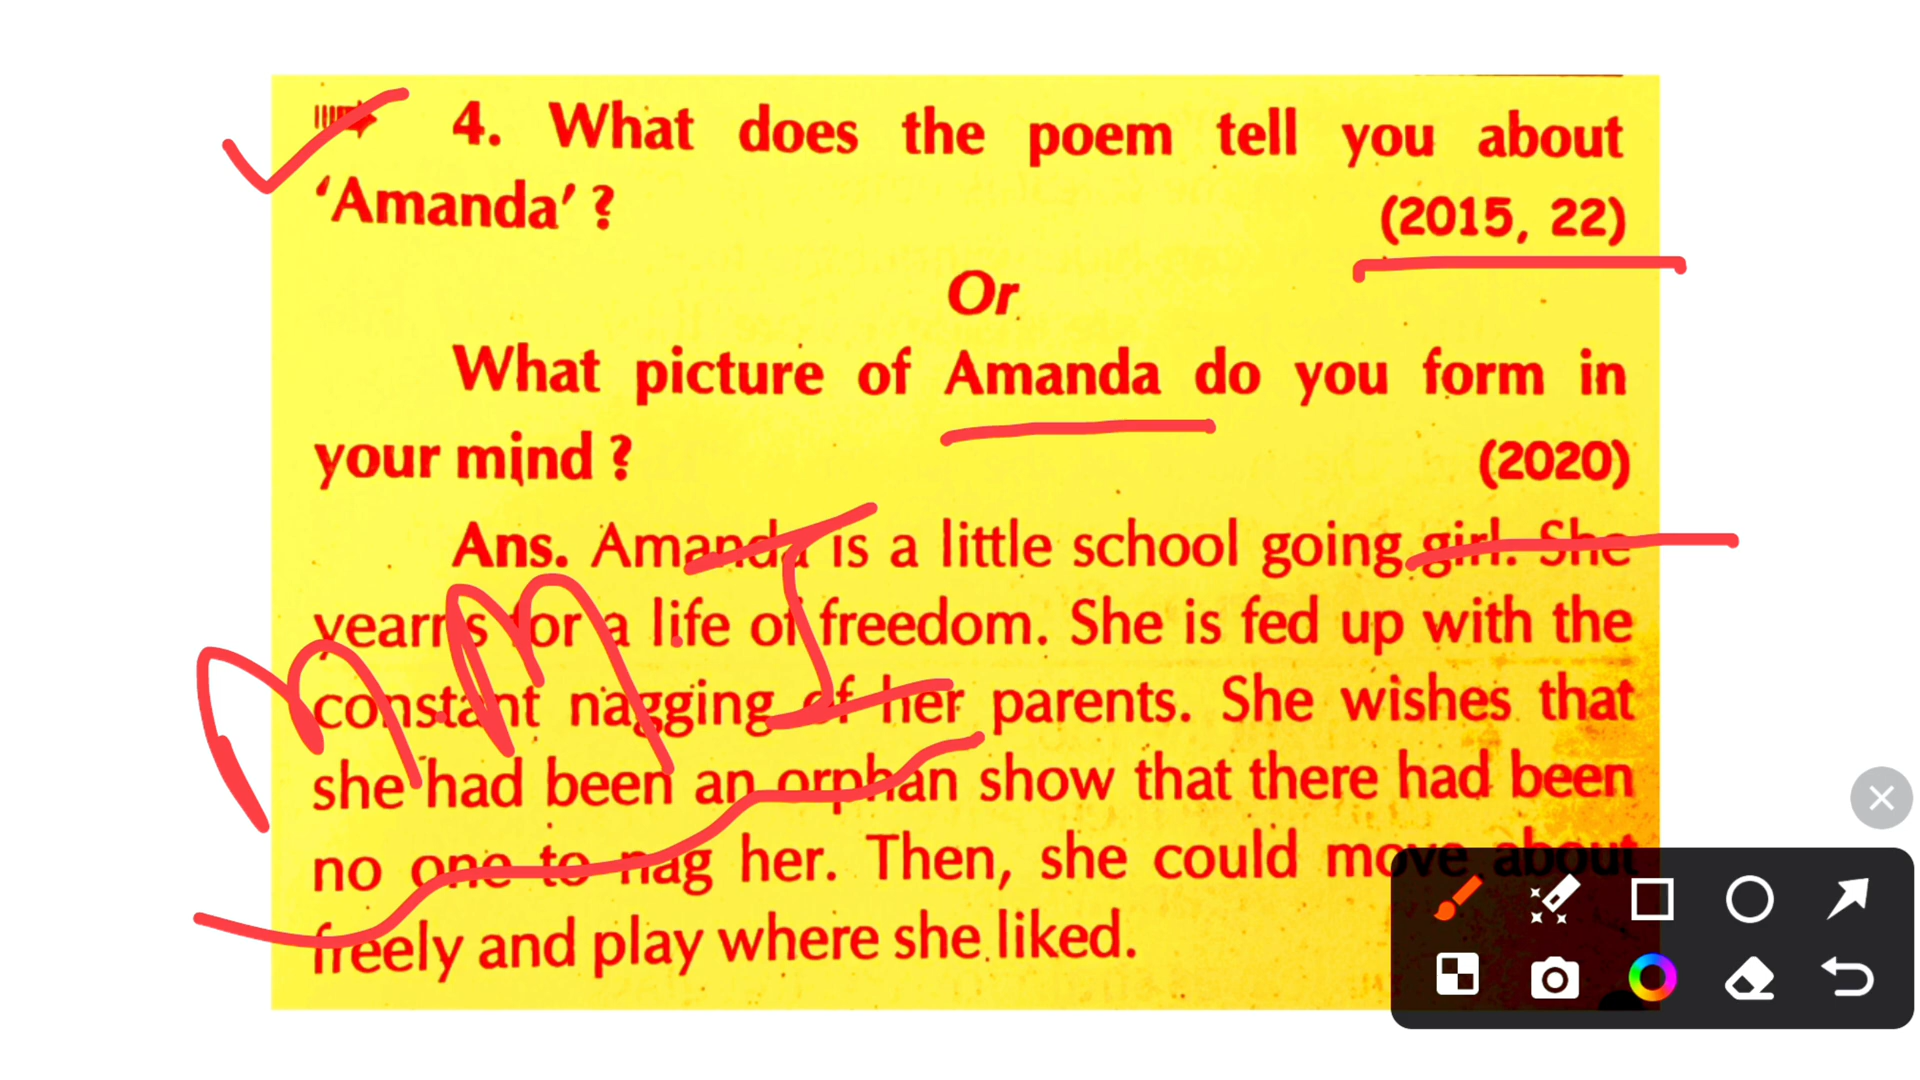 4. What does the poem tell you about
‘Amanda’ ? (2015, 22)
Or
What picture of Amanda do you form in
your mind ? (2020)
Ans. Amanda is a little school going girl. She
yearns for a life of freedom. She is fed up with the
constant nagging of her parents. She wishes that
she had been an orphan show that there had been
no one to nag her. Then, she could move about
freely and play where she liked.
M.M.I